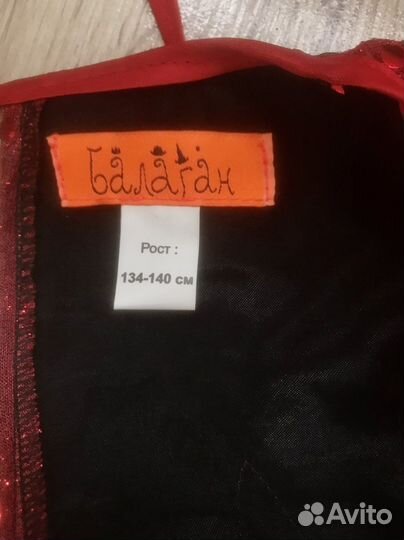 Балаган
Рост :
134-140 см
Avito